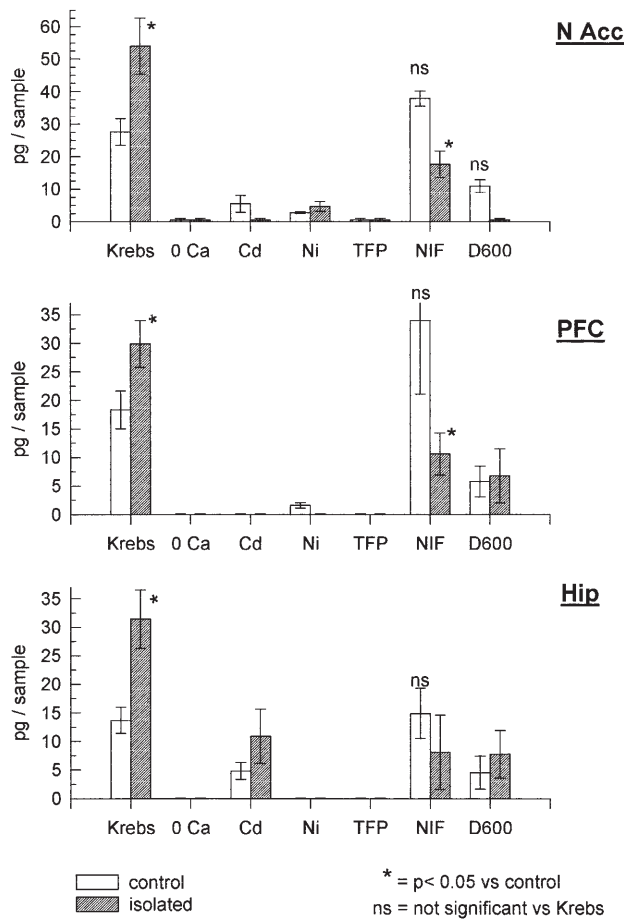 N Acc
pg / sample
60
50
40
30
20
10
0
*
ns
*
ns
Krebs 0 Ca Cd Ni TFP NIF D600
PFC
pg / sample
35
30
25
20
15
10
5
0
*
ns
*
Krebs 0 Ca Cd Ni TFP NIF D600
Hip
pg / sample
35
30
25
20
15
10
5
0
*
ns
Krebs 0 Ca Cd Ni TFP NIF D600
control
isolated
* = p< 0.05 vs control
ns = not significant vs Krebs